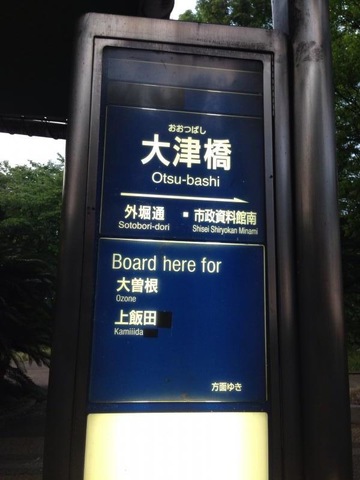 おおつばし
大津橋
Otsu-bashi
外堀通 ■ 市政資料館南
Sotobori-dori Shisei Shiryokan Minami
Board here for
大曽根
Ozone
上飯田
Kamiiida
方面ゆき